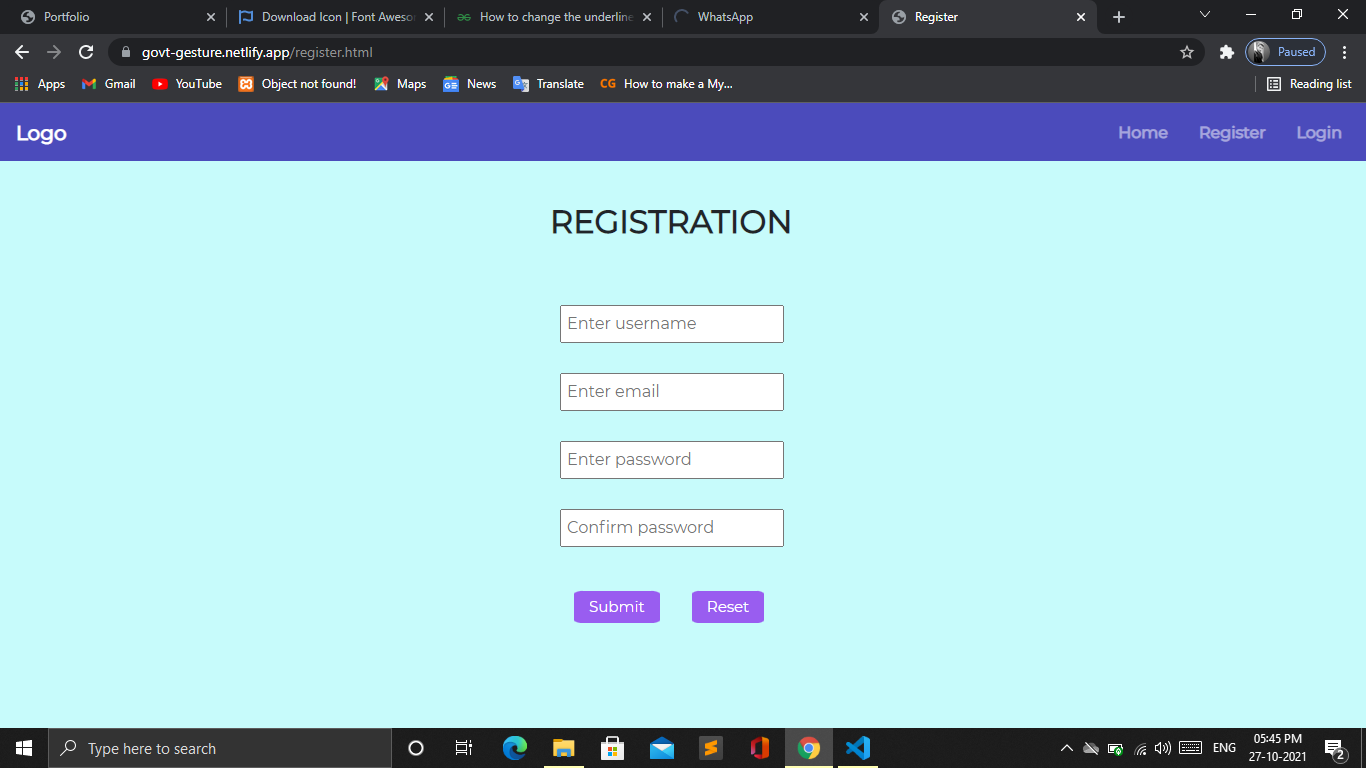 Portfolio
Download Icon | Font Aweso
How to change the underline
WhatsApp
Register
govt-gesture.netlify.app/register.html
Paused
Apps
Gmail
YouTube
Object not found!
Maps
News
Translate
CG
How to make a My...
Reading list
Logo
Home
Register
Login
REGISTRATION
Enter username
Enter email
Enter password
Confirm password
Submit
Reset
Type here to search
ENG
05:45 PM
27-10-2021
2